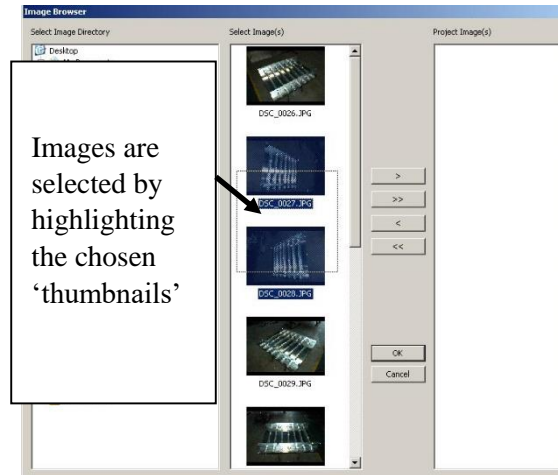 Image Browser
Select Image Directory
Select Image(s)
Project Image(s)
Desktop
Images are
selected by
highlighting
the chosen
‘thumbnails’
DSC_0026.JPG
DSC_0027.JPG
DSC_0028.JPG
DSC_0029.JPG
>
>>
<
<<
OK
Cancel